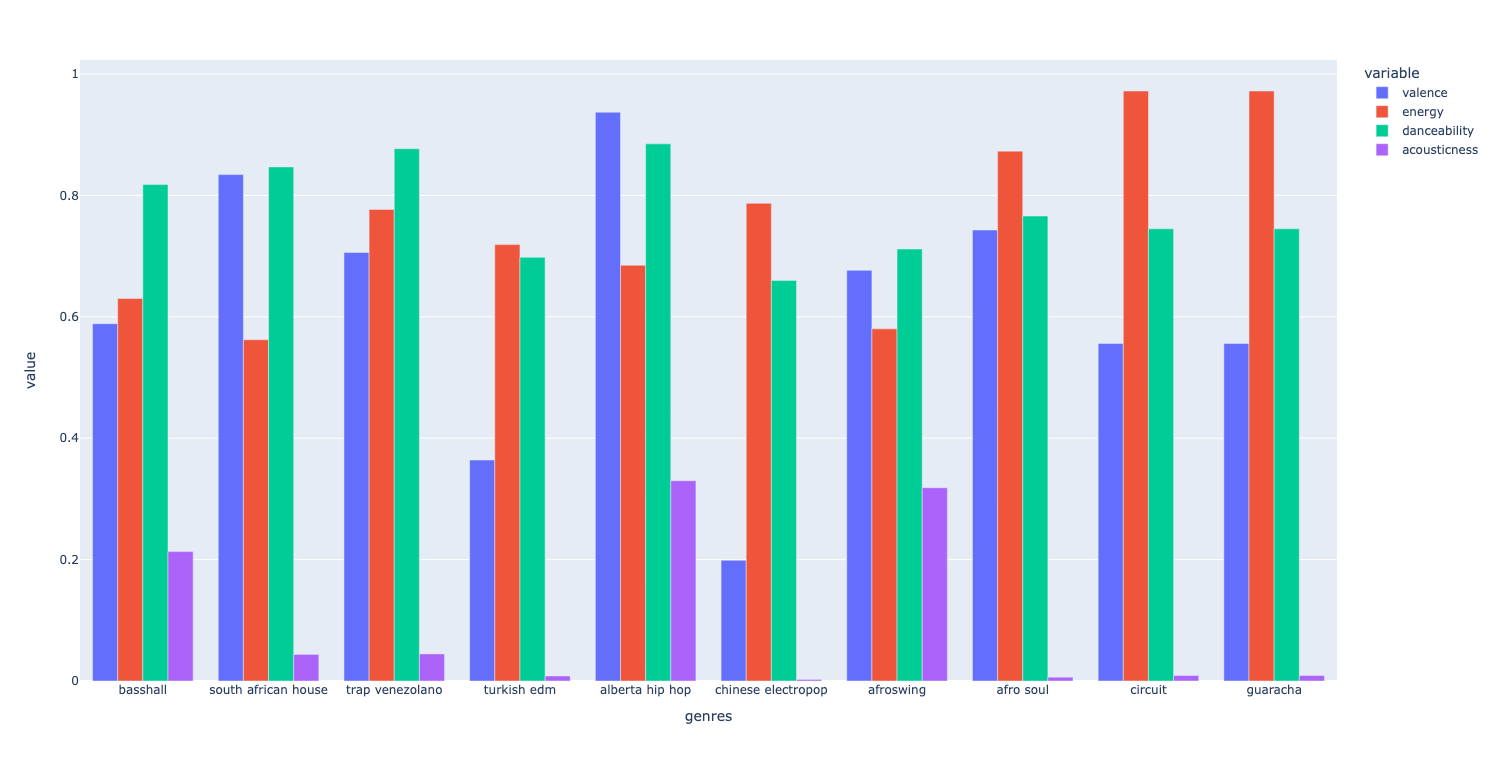 variable
valence
energy
danceability
acousticness
value
1
0.8
0.6
0.4
0.2
0
basshall south african house trap venezolano turkish edm alberta hip hop chinese electropop afroswing afro soul circuit guaracha
genres